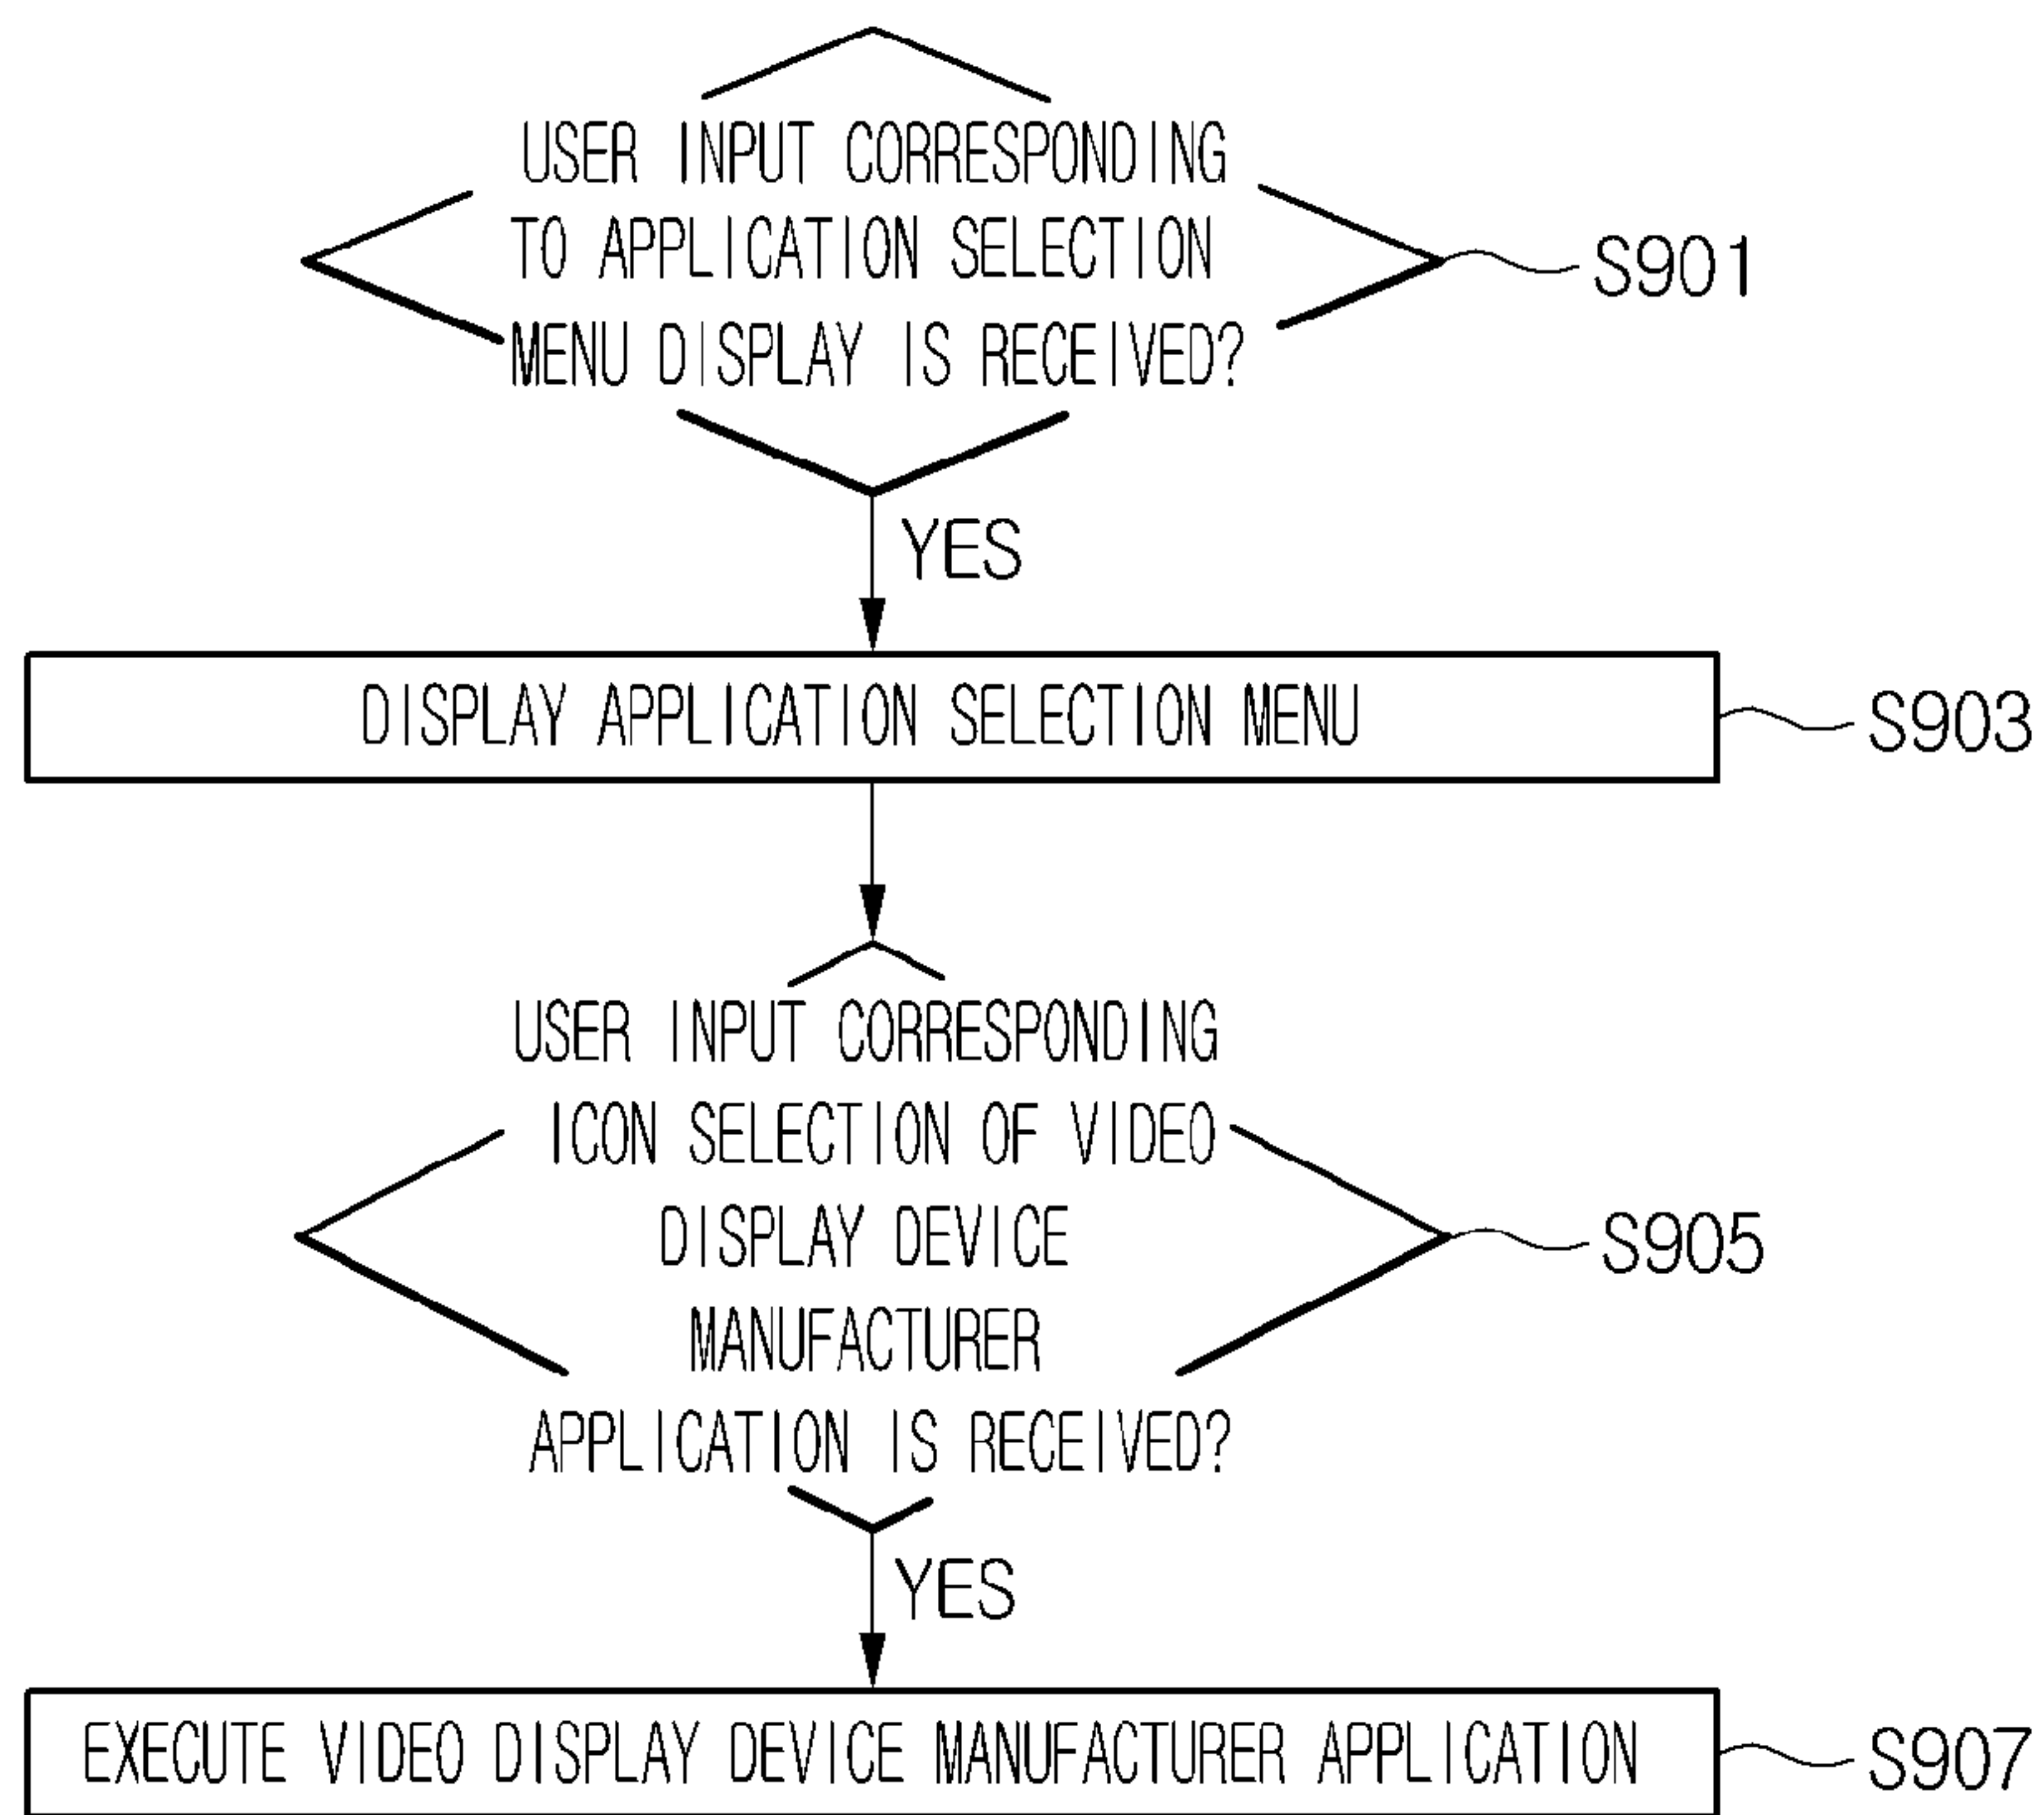 USER INPUT CORRESPONDING
TO APPLICATION SELECTION
MENU DISPLAY IS RECEIVED?
S901
YES
DISPLAY APPLICATION SELECTION MENU
S903
USER INPUT CORRESPONDING
ICON SELECTION OF VIDEO
DISPLAY DEVICE
MANUFACTURER
APPLICATION IS RECEIVED?
S905
YES
EXECUTE VIDEO DISPLAY DEVICE MANUFACTURER APPLICATION
S907